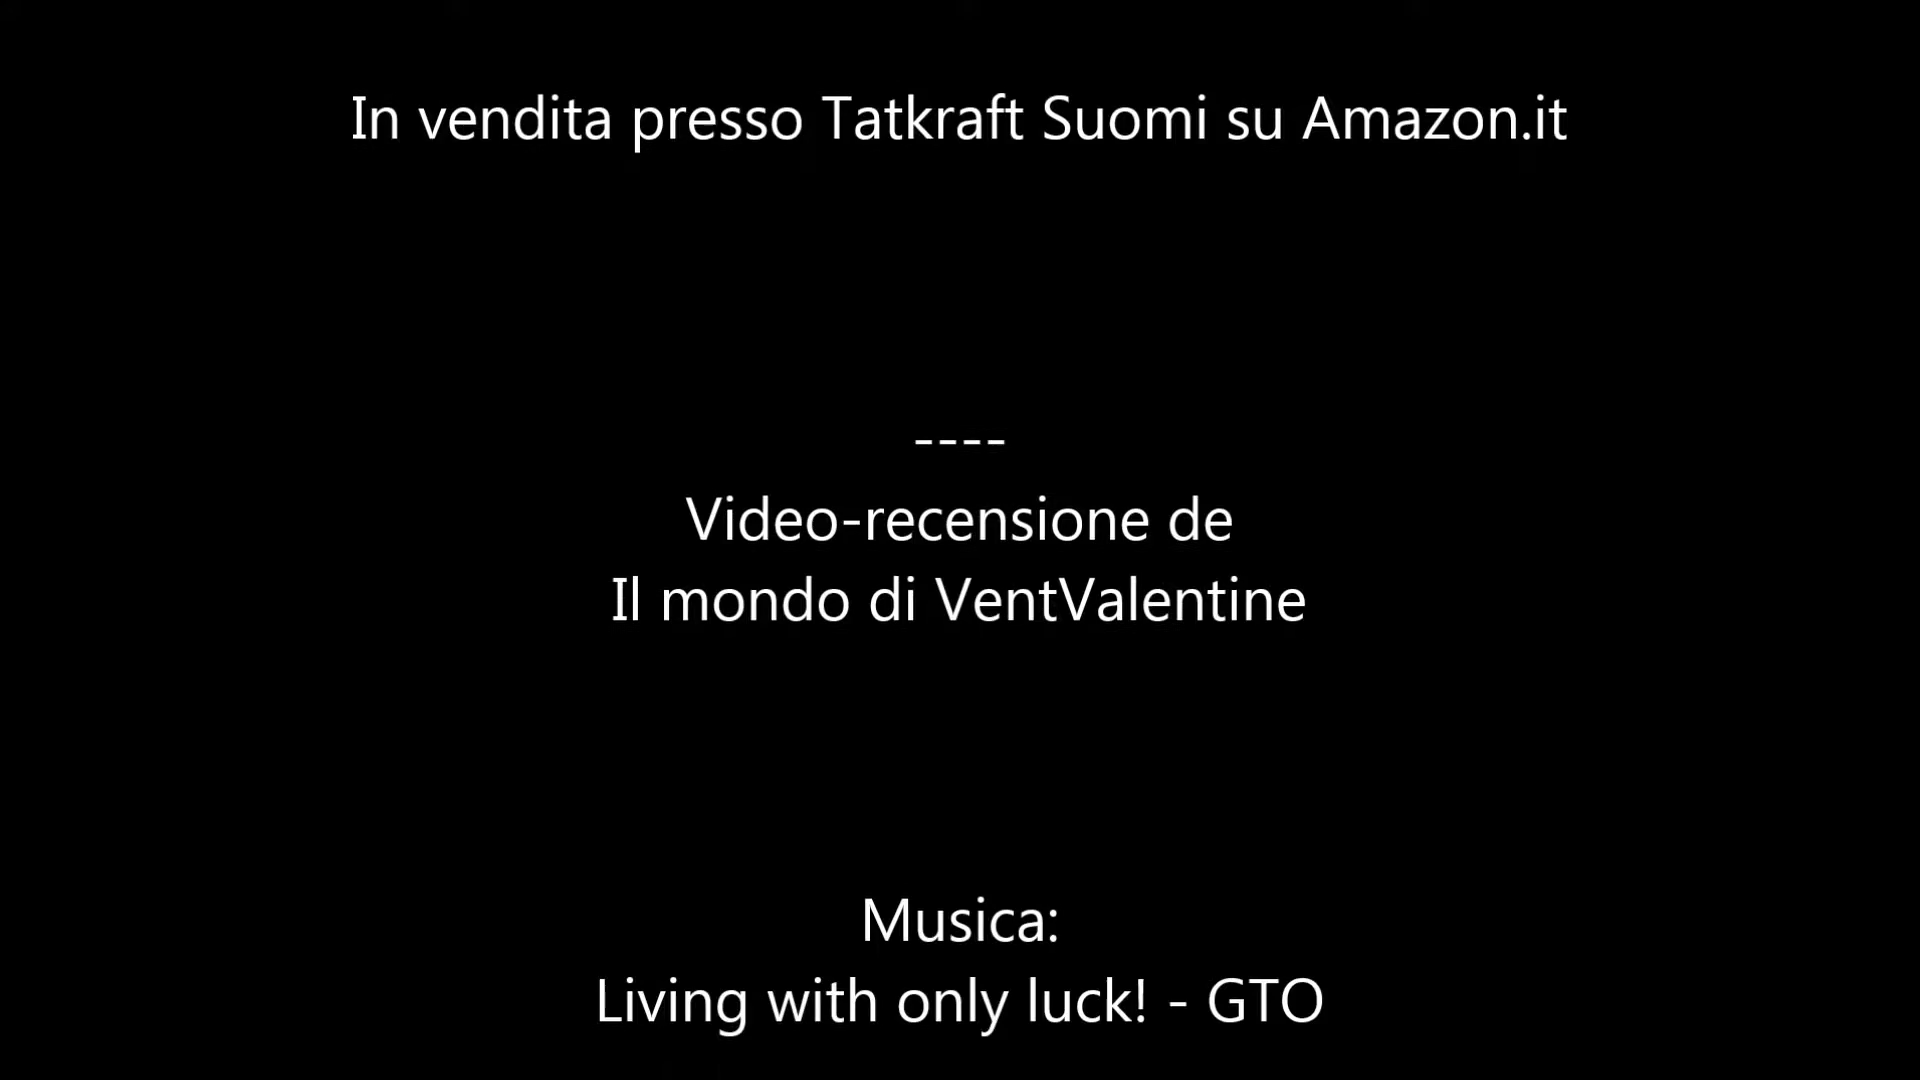 In vendita presso Tatkraft Suomi su Amazon.it
----
Video-recensione de
Il mondo di VentValentine
Musica:
Living with only luck! - GTO